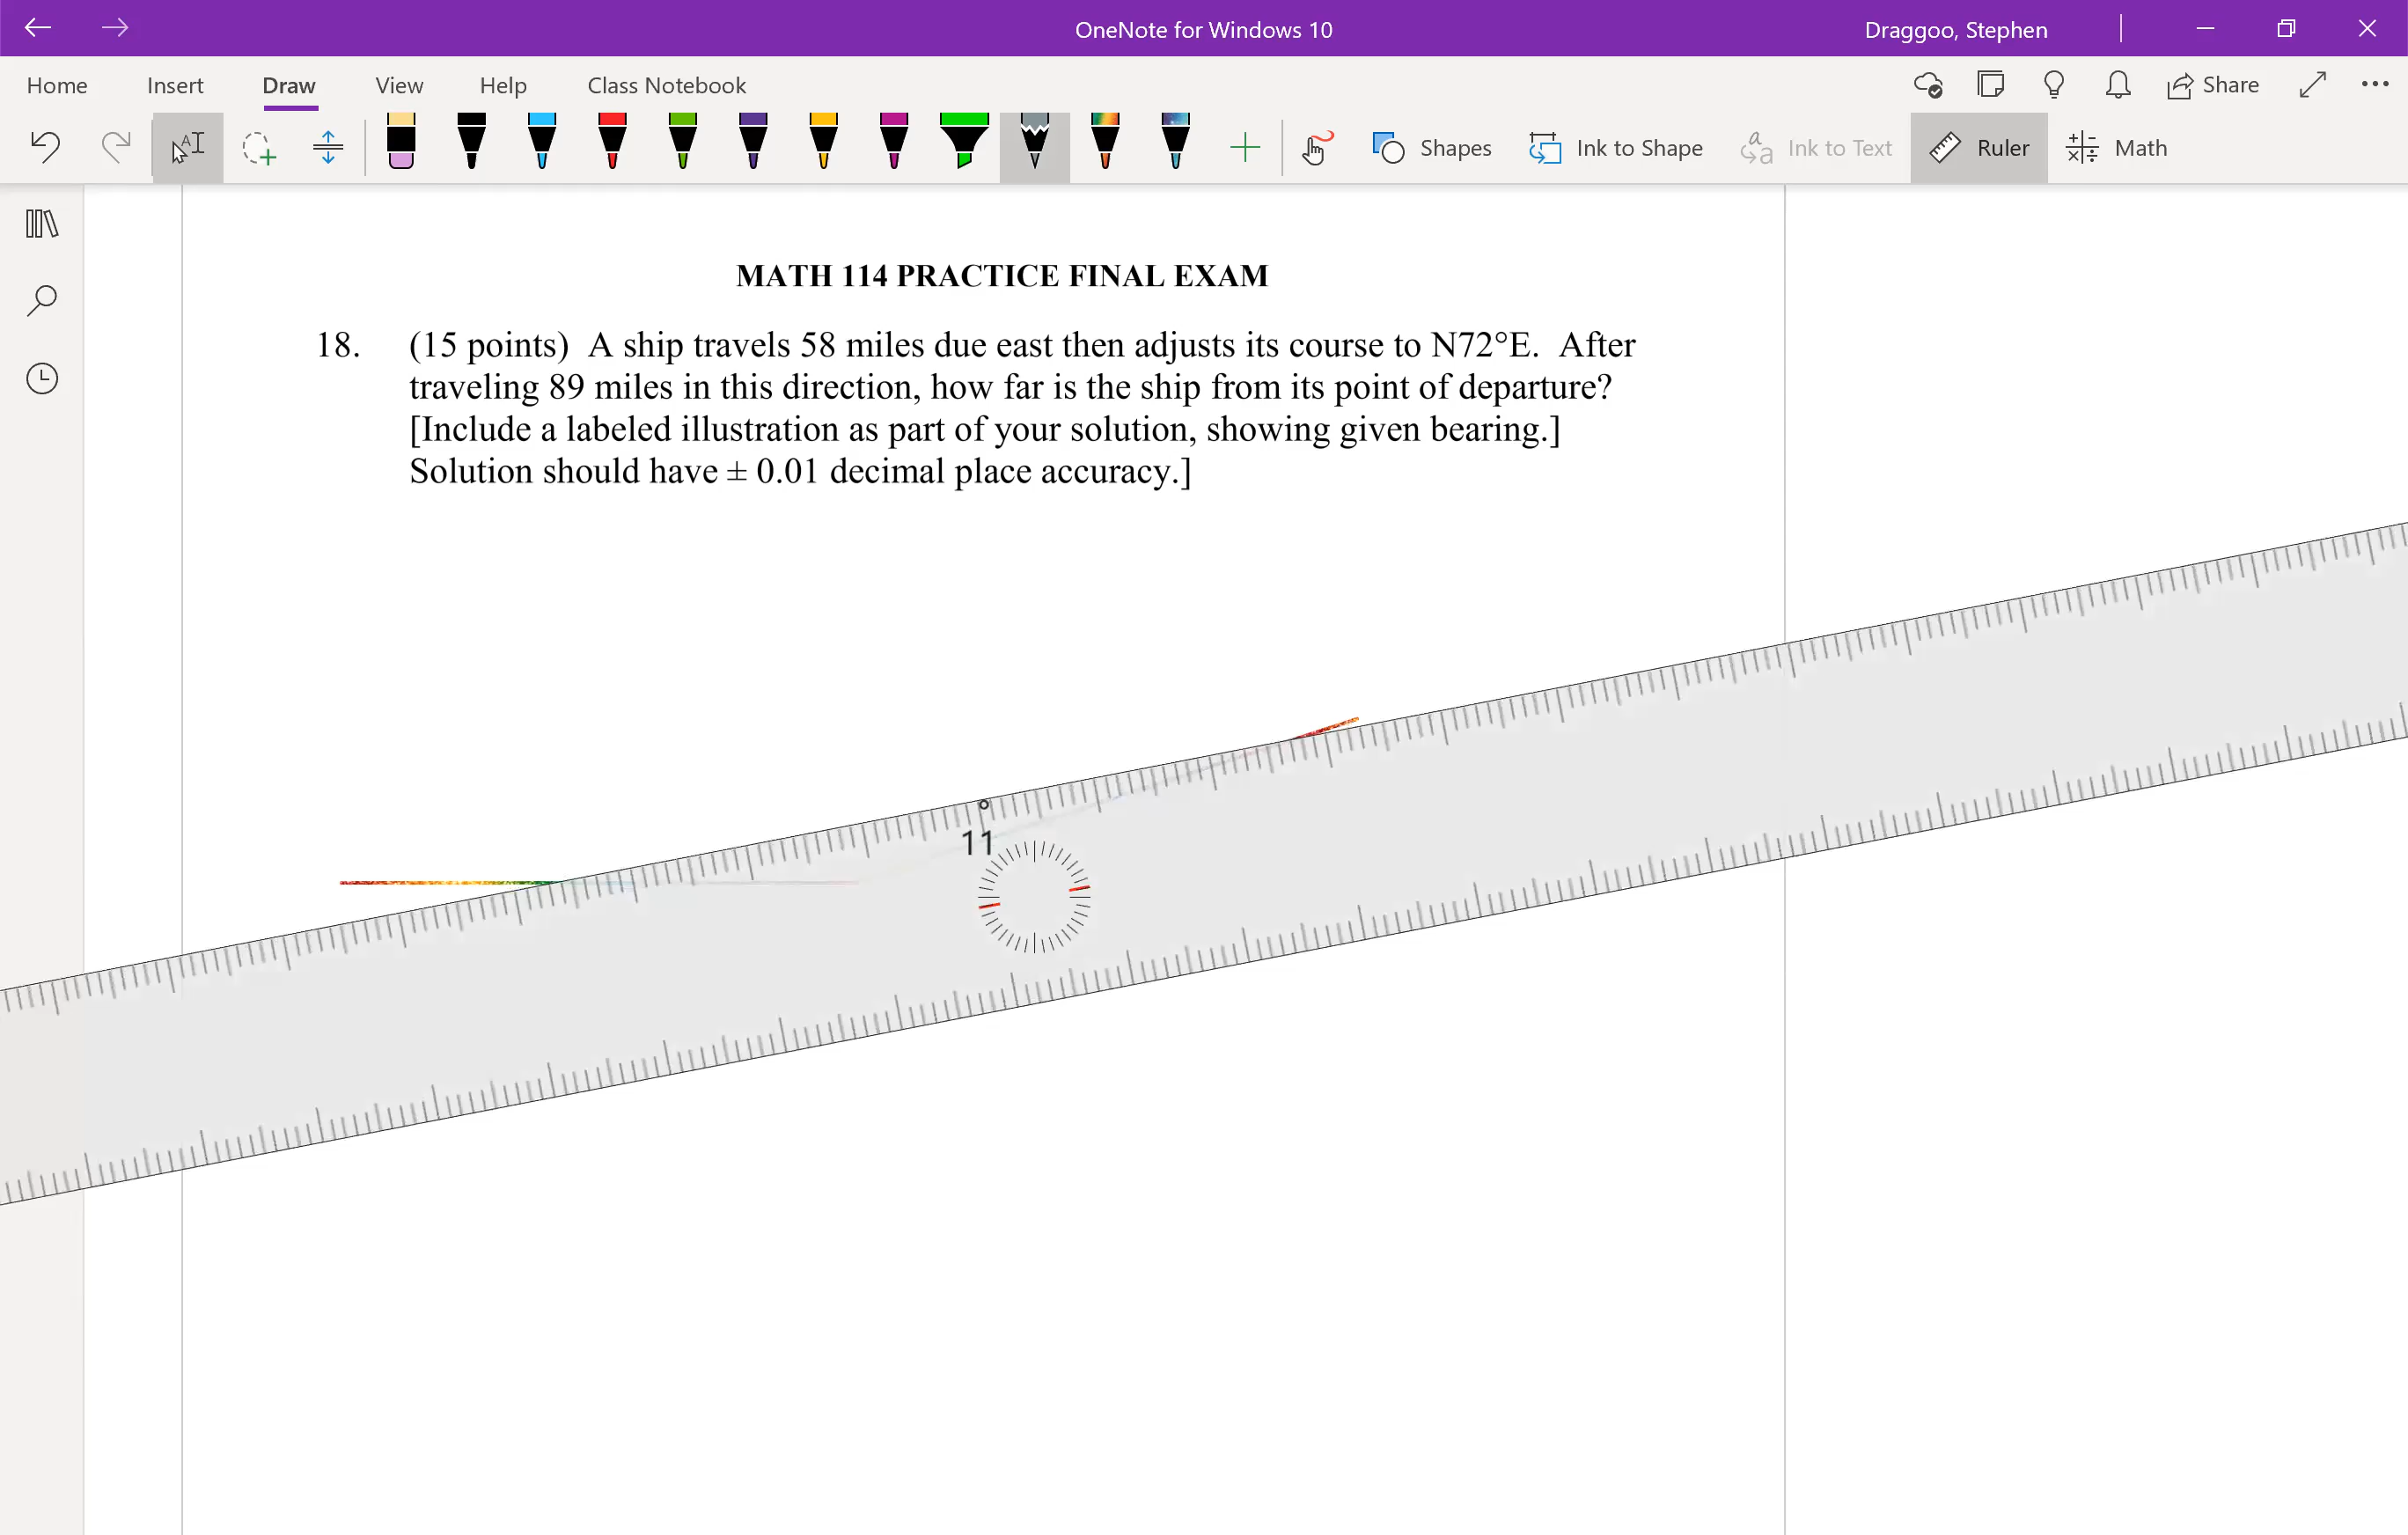 OneNote for Windows 10
Draggoo, Stephen
Home Insert Draw View Help Class Notebook
Share
Shapes Ink to Shape Ink to Text Ruler Math
MATH 114 PRACTICE FINAL EXAM
18. (15 points) A ship travels 58 miles due east then adjusts its course to N72°E. After
traveling 89 miles in this direction, how far is the ship from its point of departure?
[Include a labeled illustration as part of your solution, showing given bearing.]
Solution should have ± 0.01 decimal place accuracy.]
11°